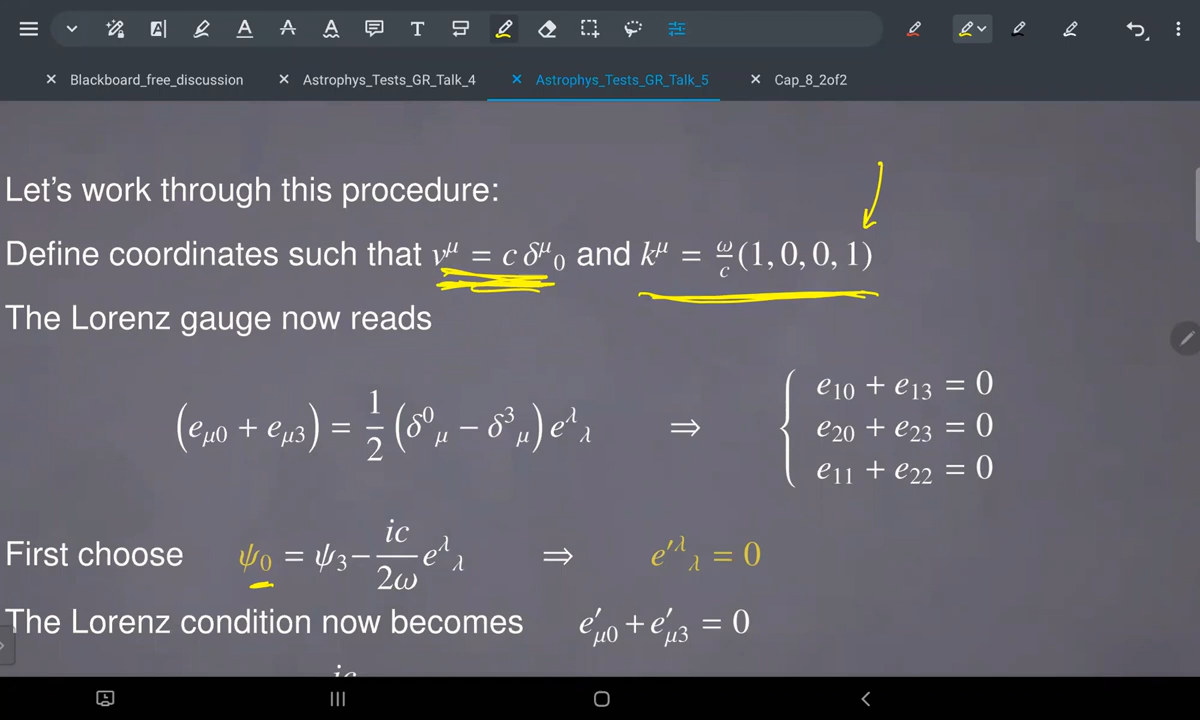 Blackboard_free_discussion Astrophys_Tests_GR_Talk_4 Astrophys_Tests_GR_Talk_5 Cap_8_2of2
Let's work through this procedure:
Define coordinates such that v^μ = c δ^μ_0 and k^μ = ω/c (1, 0, 0, 1)
The Lorenz gauge now reads
(e_μ0 + e_μ3) = 1/2 (δ^0_μ − δ^3_μ) e^λ_λ ⇒ { e_10 + e_13 = 0
e_20 + e_23 = 0
e_11 + e_22 = 0
First choose ψ_0 = ψ_3 − ic/2ω e^λ_λ ⇒ e′^λ_λ = 0
The Lorenz condition now becomes e′_μ0 + e′_μ3 = 0
ic